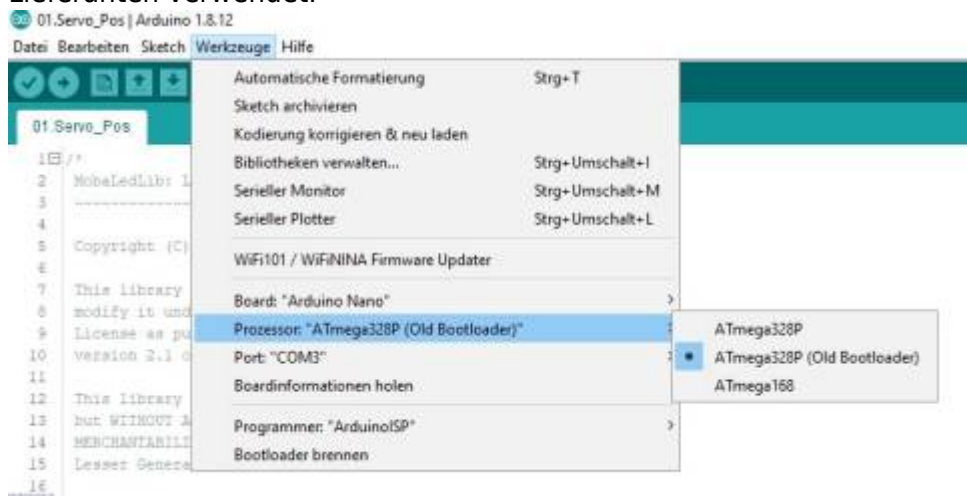 Lieferanten verwendet.
01.Servo_Pos | Arduino 1.8.12
Datei Bearbeiten Sketch Werkzeuge Hilfe
01.Servo_Pos
Automatische Formatierung Strg+T
Sketch archivieren
Kodierung korrigieren & neu laden
Bibliotheken verwalten... Strg+Umschalt+I
Serieller Monitor Strg+Umschalt+M
Serieller Plotter Strg+Umschalt+L
WiFi101 / WiFiNINA Firmware Updater
Board: "Arduino Nano"
Prozessor: "ATmega328P (Old Bootloader)"
Port: "COM3"
Boardinformationen holen
Programmer: "ArduinoISP"
Bootloader brennen
ATmega328P
ATmega328P (Old Bootloader)
ATmega168
1 /*
2 MobaLedLib: L
3 --------------
4
5 Copyright (C)
6
7 This library
8 modify it und
9 License as pu
10 version 2.1 o
11
12 This library
13 but WITHOUT A
14 MERCHANTABILI
15 Lesser Genera
16